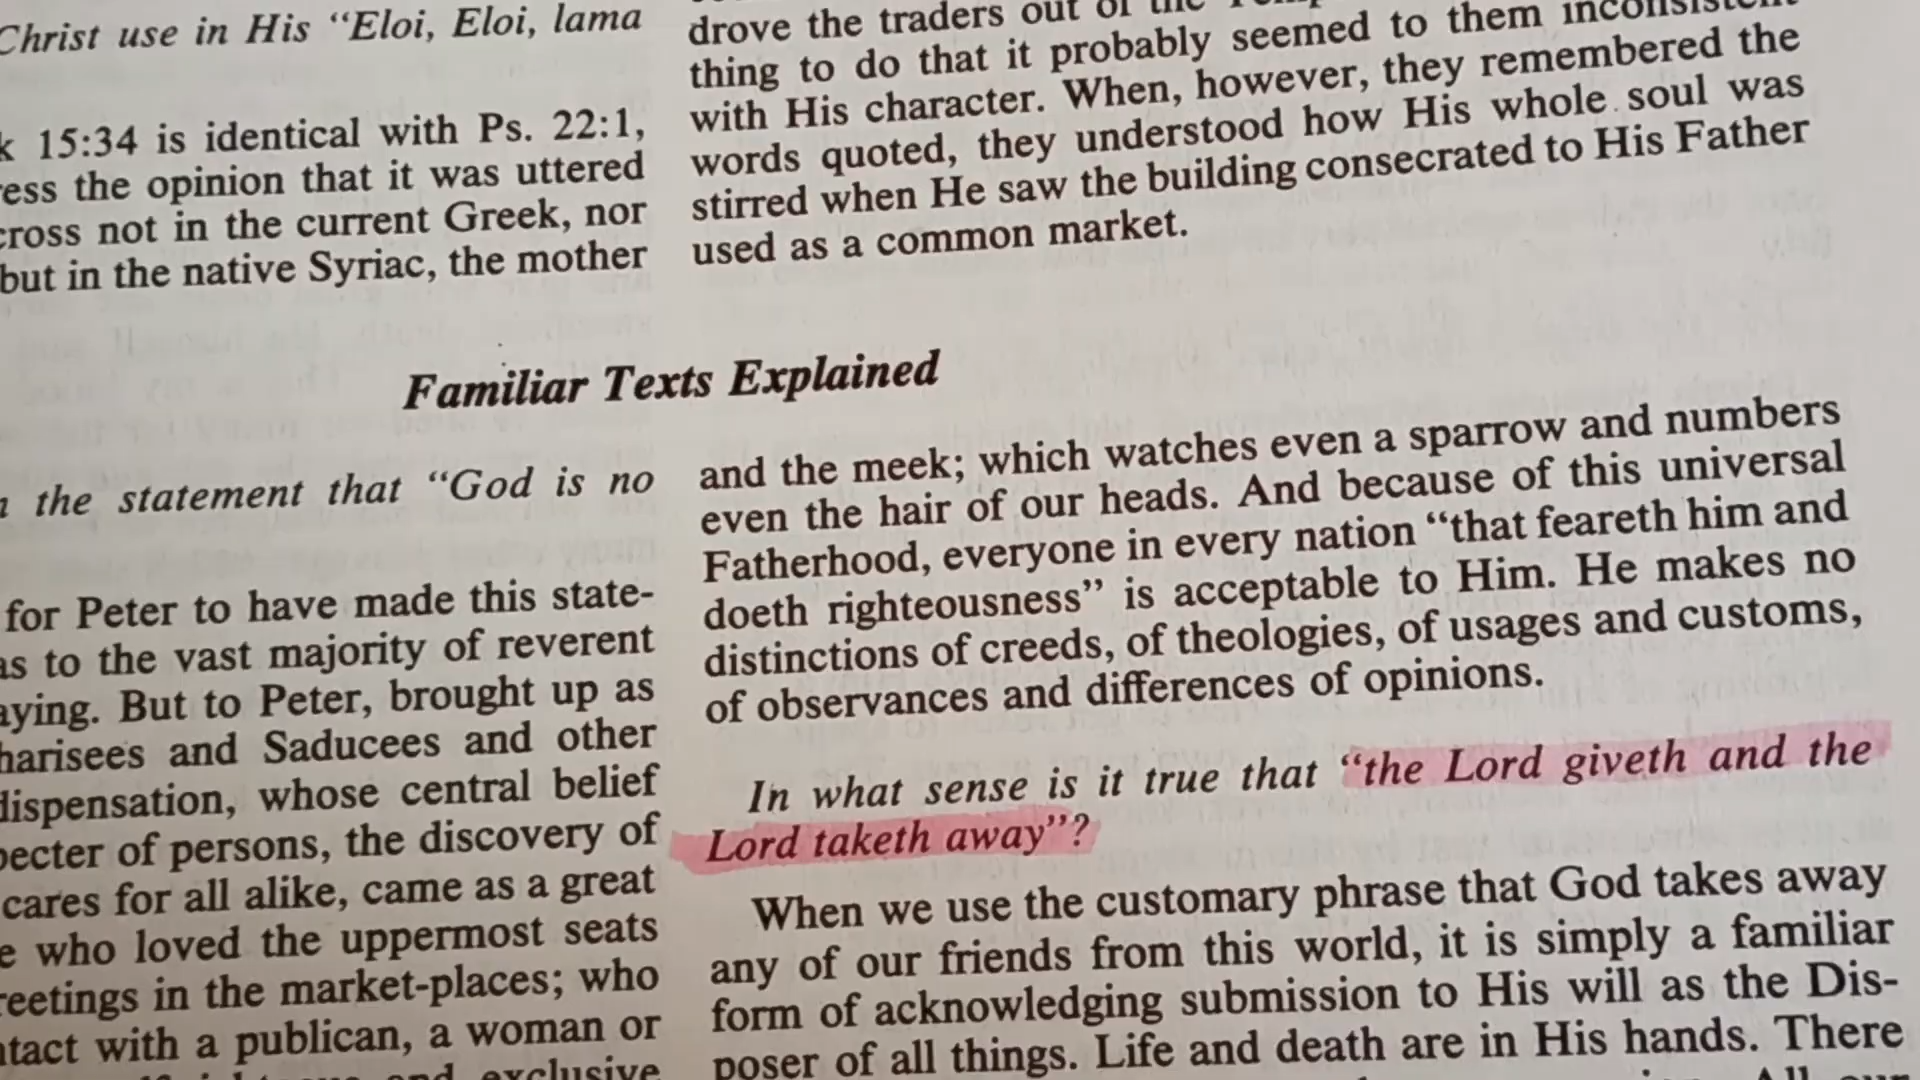 Christ use in His "Eloi, Eloi, lama
15:34 is identical with Ps. 22:1,
the opinion that it was uttered
not in the current Greek, nor
but in the native Syriac, the mother
drove the traders out of the
thing to do that it probably seemed to them inconsistent
with His character. When, however, they remembered the
words quoted, they understood how His whole soul was
stirred when He saw the building consecrated to His Father
used as a common market.
Familiar Texts Explained
the statement that "God is no
for Peter to have made this state-
to the vast majority of reverent
But to Peter, brought up as
and Saducees and other
dispensation, whose central belief
of persons, the discovery of
cares for all alike, came as a great
who loved the uppermost seats
in the market-places; who
with a publican, a woman or
exclusive
and the meek; which watches even a sparrow and numbers
even the hair of our heads. And because of this universal
Fatherhood, everyone in every nation "that feareth him and
doeth righteousness" is acceptable to Him. He makes no
distinctions of creeds, of theologies, of usages and customs,
of observances and differences of opinions.
In what sense is it true that "the Lord giveth and the
Lord taketh away"?
When we use the customary phrase that God takes away
any of our friends from this world, it is simply a familiar
form of acknowledging submission to His will as the Dis-
poser of all things. Life and death are in His hands. There